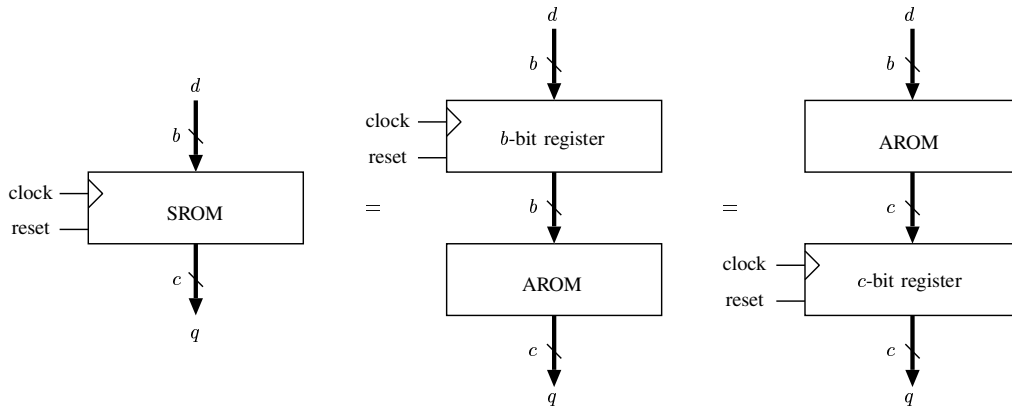 d
b
clock
reset
SROM
c
q
=
d
b
clock
reset
b-bit register
b
AROM
c
q
=
d
b
AROM
c
clock
reset
c-bit register
c
q